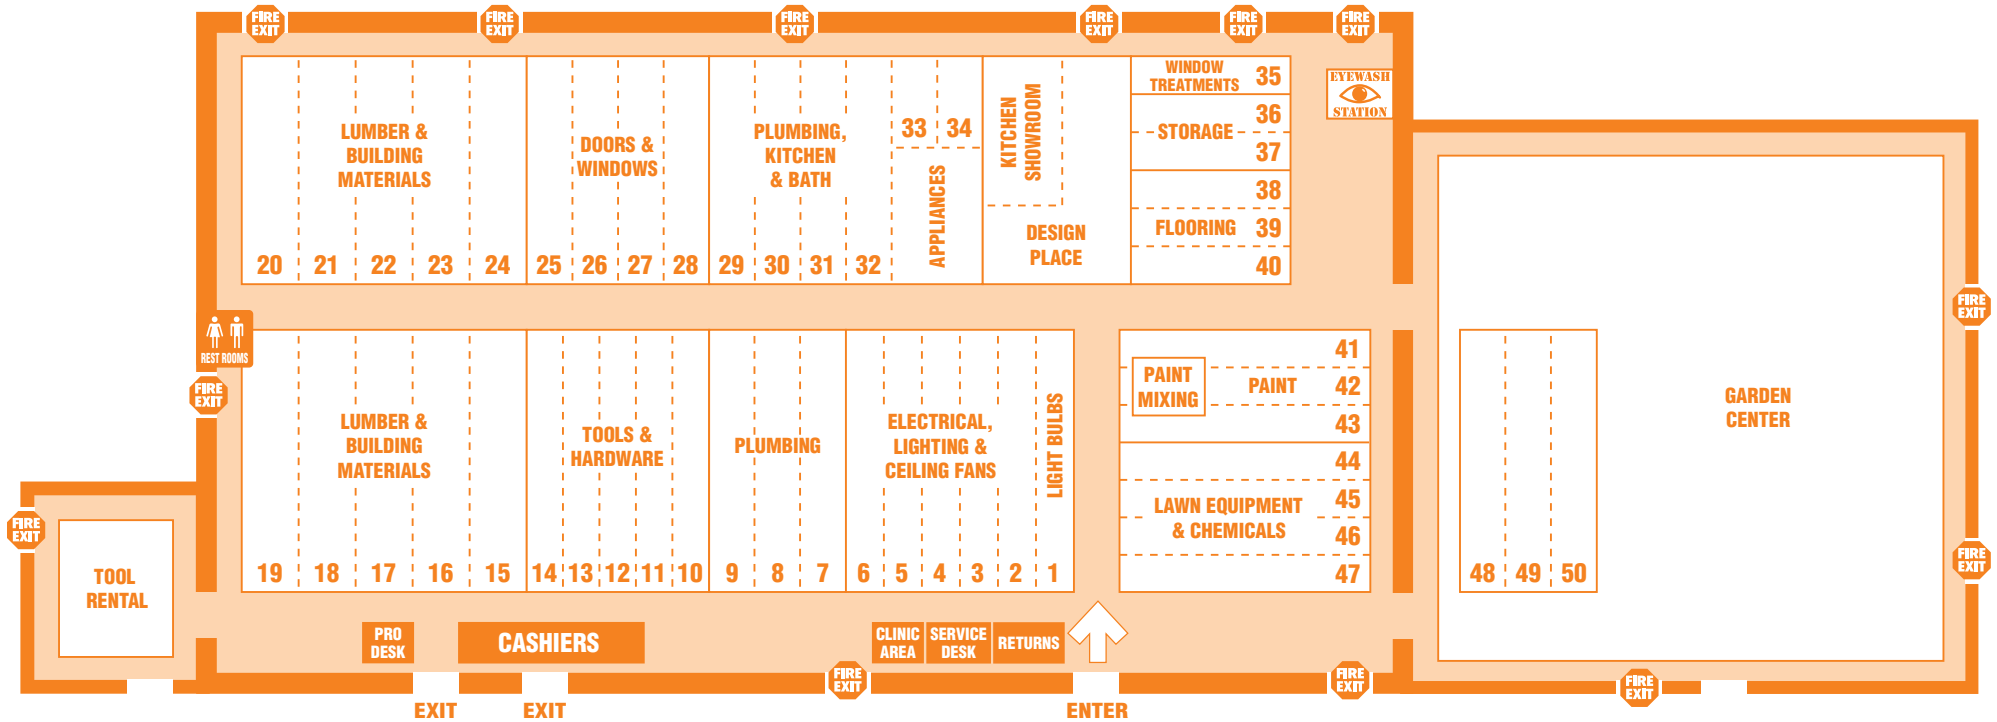 FIRE
EXIT
FIRE
EXIT
FIRE
EXIT
FIRE
EXIT
FIRE
EXIT
FIRE
EXIT
LUMBER &
BUILDING
MATERIALS
20 21 22 23 24
DOORS &
WINDOWS
25 26 27 28
PLUMBING,
KITCHEN
& BATH
29 30 31 32
33 34
APPLIANCES
KITCHEN
SHOWROOM
DESIGN
PLACE
WINDOW
TREATMENTS
35
36
STORAGE
37
38
FLOORING 39
40
EYEWASH
STATION
REST ROOMS
FIRE
EXIT
LUMBER &
BUILDING
MATERIALS
19 18 17 16 15
TOOLS &
HARDWARE
14 13 12 11 10
PLUMBING
9 8 7
ELECTRICAL,
LIGHTING &
CEILING FANS
LIGHT BULBS
6 5 4 3 2 1
41
PAINT
MIXING
PAINT 42
43
44
45
LAWN EQUIPMENT
& CHEMICALS
46
47
48 49 50
GARDEN
CENTER
FIRE
EXIT
FIRE
EXIT
FIRE
EXIT
TOOL
RENTAL
PRO
DESK
CASHIERS
CLINIC
AREA
SERVICE
DESK
RETURNS
FIRE
EXIT
FIRE
EXIT
FIRE
EXIT
EXIT
EXIT
ENTER